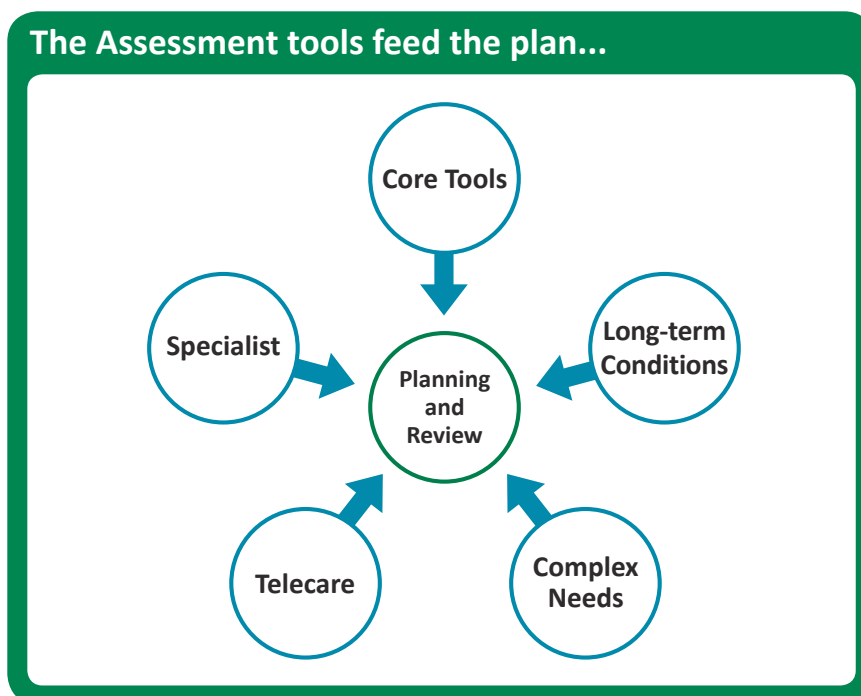 The Assessment tools feed the plan...
Core Tools
Specialist
Long-term
Conditions
Planning
and
Review
Telecare
Complex
Needs